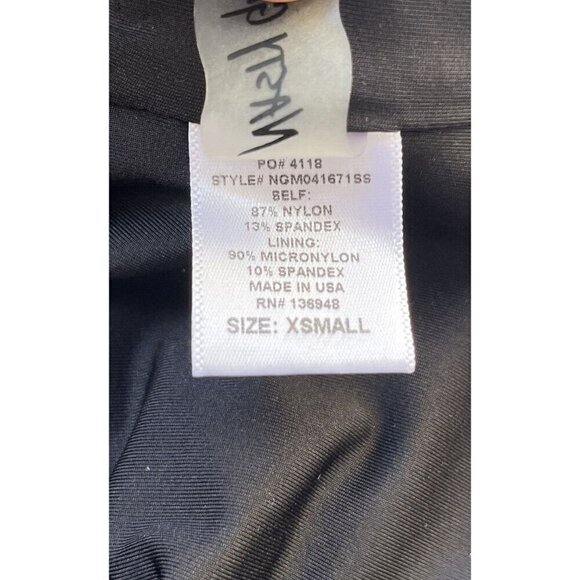 Nasty
PO# 4118
STYLE# NGM041671SS
SELF:
87% NYLON
13% SPANDEX
LINING:
90% MICRONYLON
10% SPANDEX
MADE IN USA
RN# 136948
SIZE: XSMALL